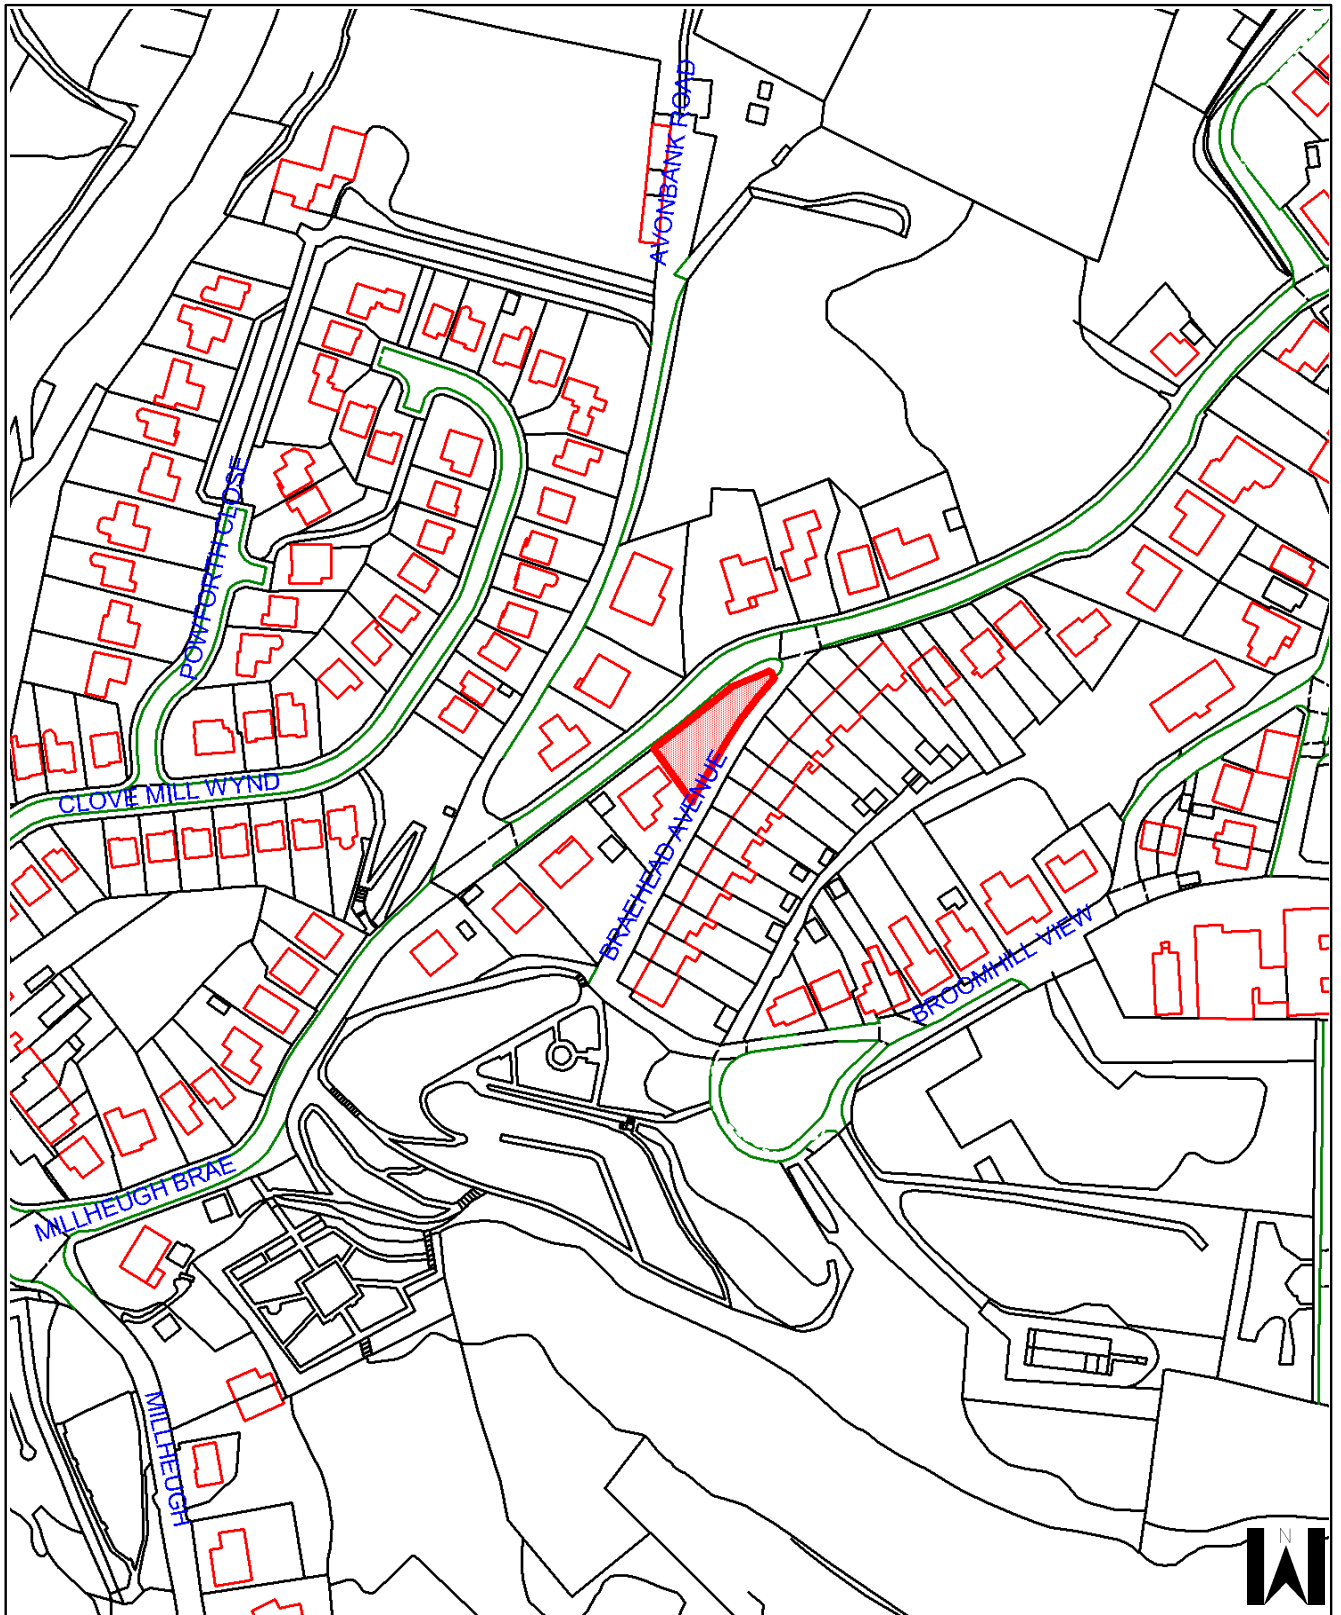 AVONBANK ROAD
POWFORTH CLOSE
CLOVE MILL WYND
BRAEHEAD AVENUE
BROOMHILL VIEW
MILLHEUGH BRAE
MILLHEUGH
N